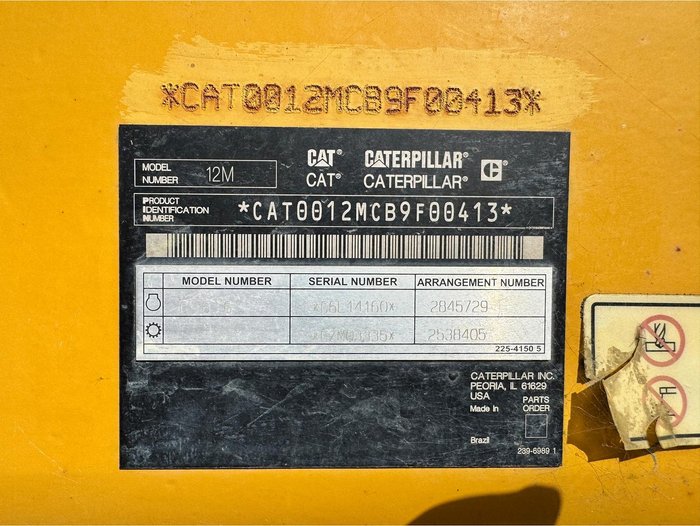 *CAT0012MCB9F00413*
MODEL NUMBER 12M
CAT® CATERPILLAR® C
CAT® CATERPILLAR®
PRODUCT IDENTIFICATION NUMBER *CAT0012MCB9F00413*
MODEL NUMBER SERIAL NUMBER ARRANGEMENT NUMBER
2845729
2538405
225-4150 5
CATERPILLAR INC.
PEORIA, IL 61629
USA
Made in PARTS ORDER
Brazil
239-6989 1